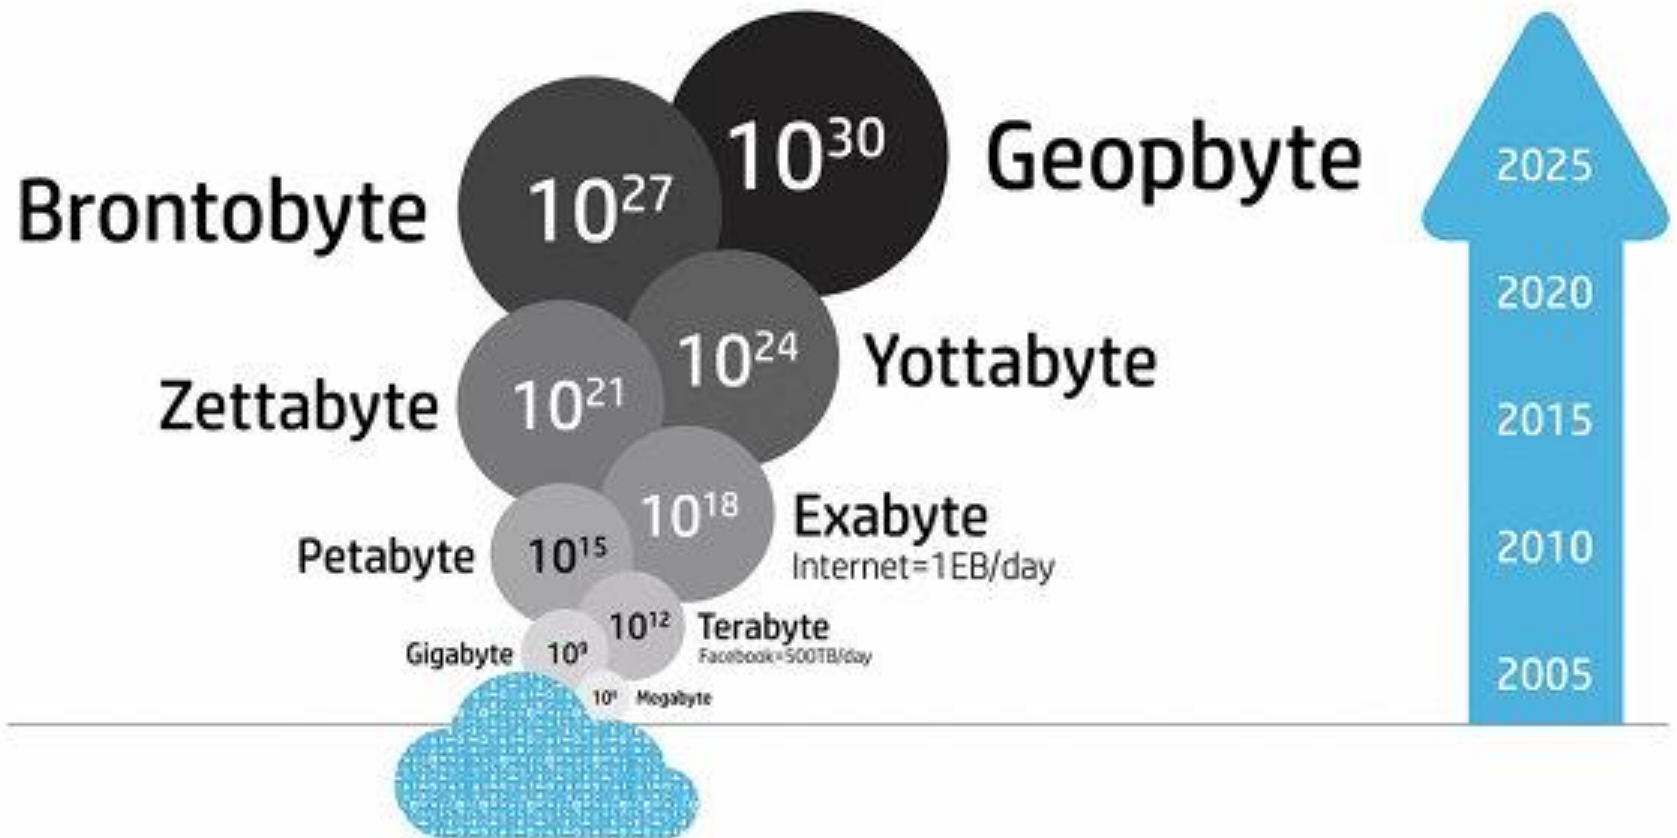 10³⁰ Geopbyte
Brontobyte 10²⁷
10²⁴ Yottabyte
Zettabyte 10²¹
10¹⁸ Exabyte
Internet=1EB/day
Petabyte 10¹⁵
10¹² Terabyte
Facebook=500TB/day
Gigabyte 10⁹
10⁶ Megabyte
2025
2020
2015
2010
2005